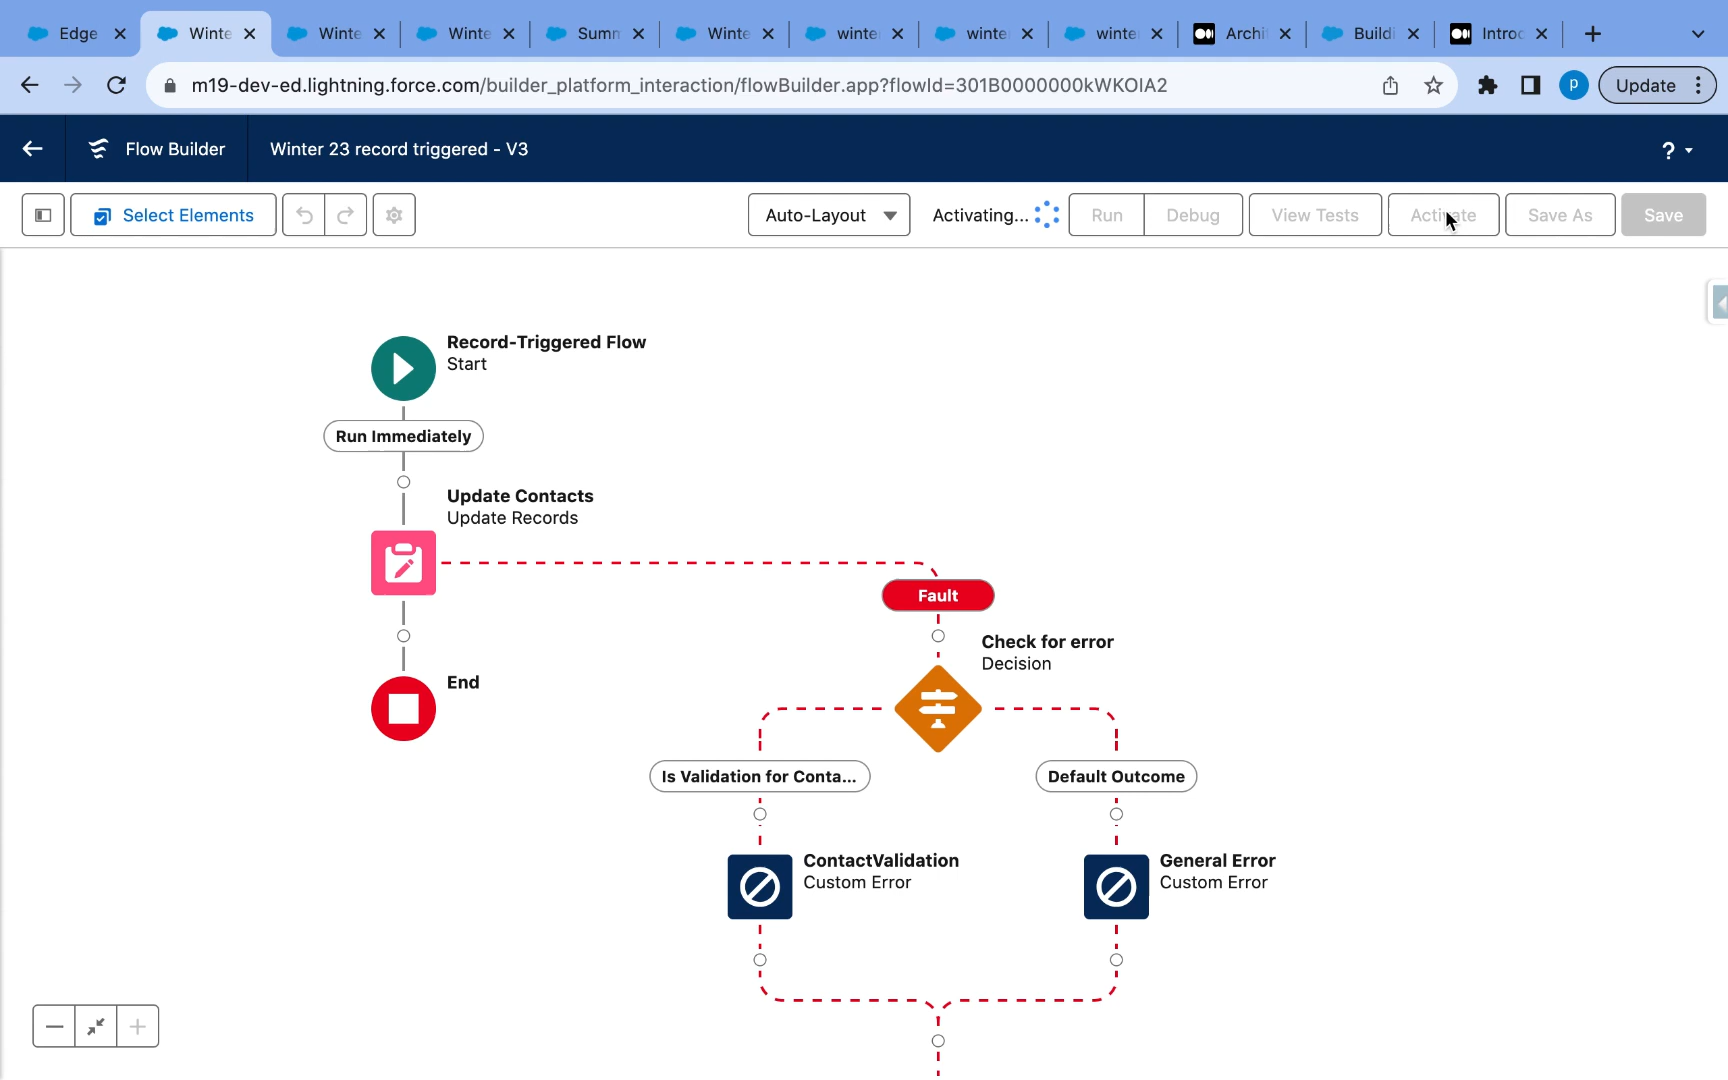 Edge
Winte
Winte
Winte
Sum
Winte
winte
winte
winte
Archi
Buildi
Introc
m19-dev-ed.lightning.force.com/builder_platform_interaction/flowBuilder.app?flowId=301B0000000kWKOIA2
P
Update
Flow Builder
Winter 23 record triggered - V3
?
Select Elements
Auto-Layout
Activating...
Run
Debug
View Tests
Activate
Save As
Save
Record-Triggered Flow
Start
Run Immediately
Update Contacts
Update Records
Fault
Check for error
Decision
End
Is Validation for Conta...
Default Outcome
ContactValidation
Custom Error
General Error
Custom Error